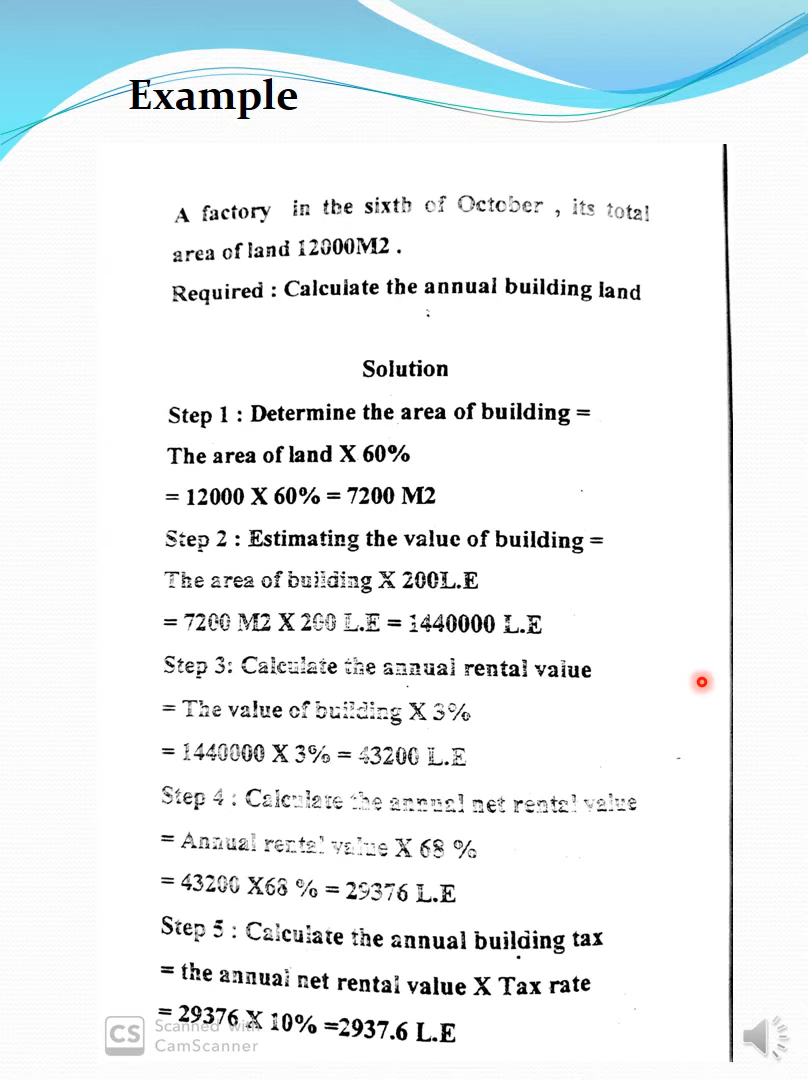 Example
A factory in the sixth of October , its total
area of land 12000M2 .
Required : Calculate the annual building land
Solution
Step 1 : Determine the area of building =
The area of land X 60%
= 12000 X 60% = 7200 M2
Step 2 : Estimating the value of building =
The area of building X 200L.E
= 7200 M2 X 200 L.E = 1440000 L.E
Step 3: Calculate the annual rental value
= The value of building X 3%
= 1440000 X 3% = 43200 L.E
Step 4 : Calculate the annual net rental value
= Annual rental value X 68 %
= 43200 X68 % = 29376 L.E
Step 5 : Calculate the annual building tax
= the annual net rental value X Tax rate
= 29376 X 10% =2937.6 L.E
CS Scanned with
CamScanner